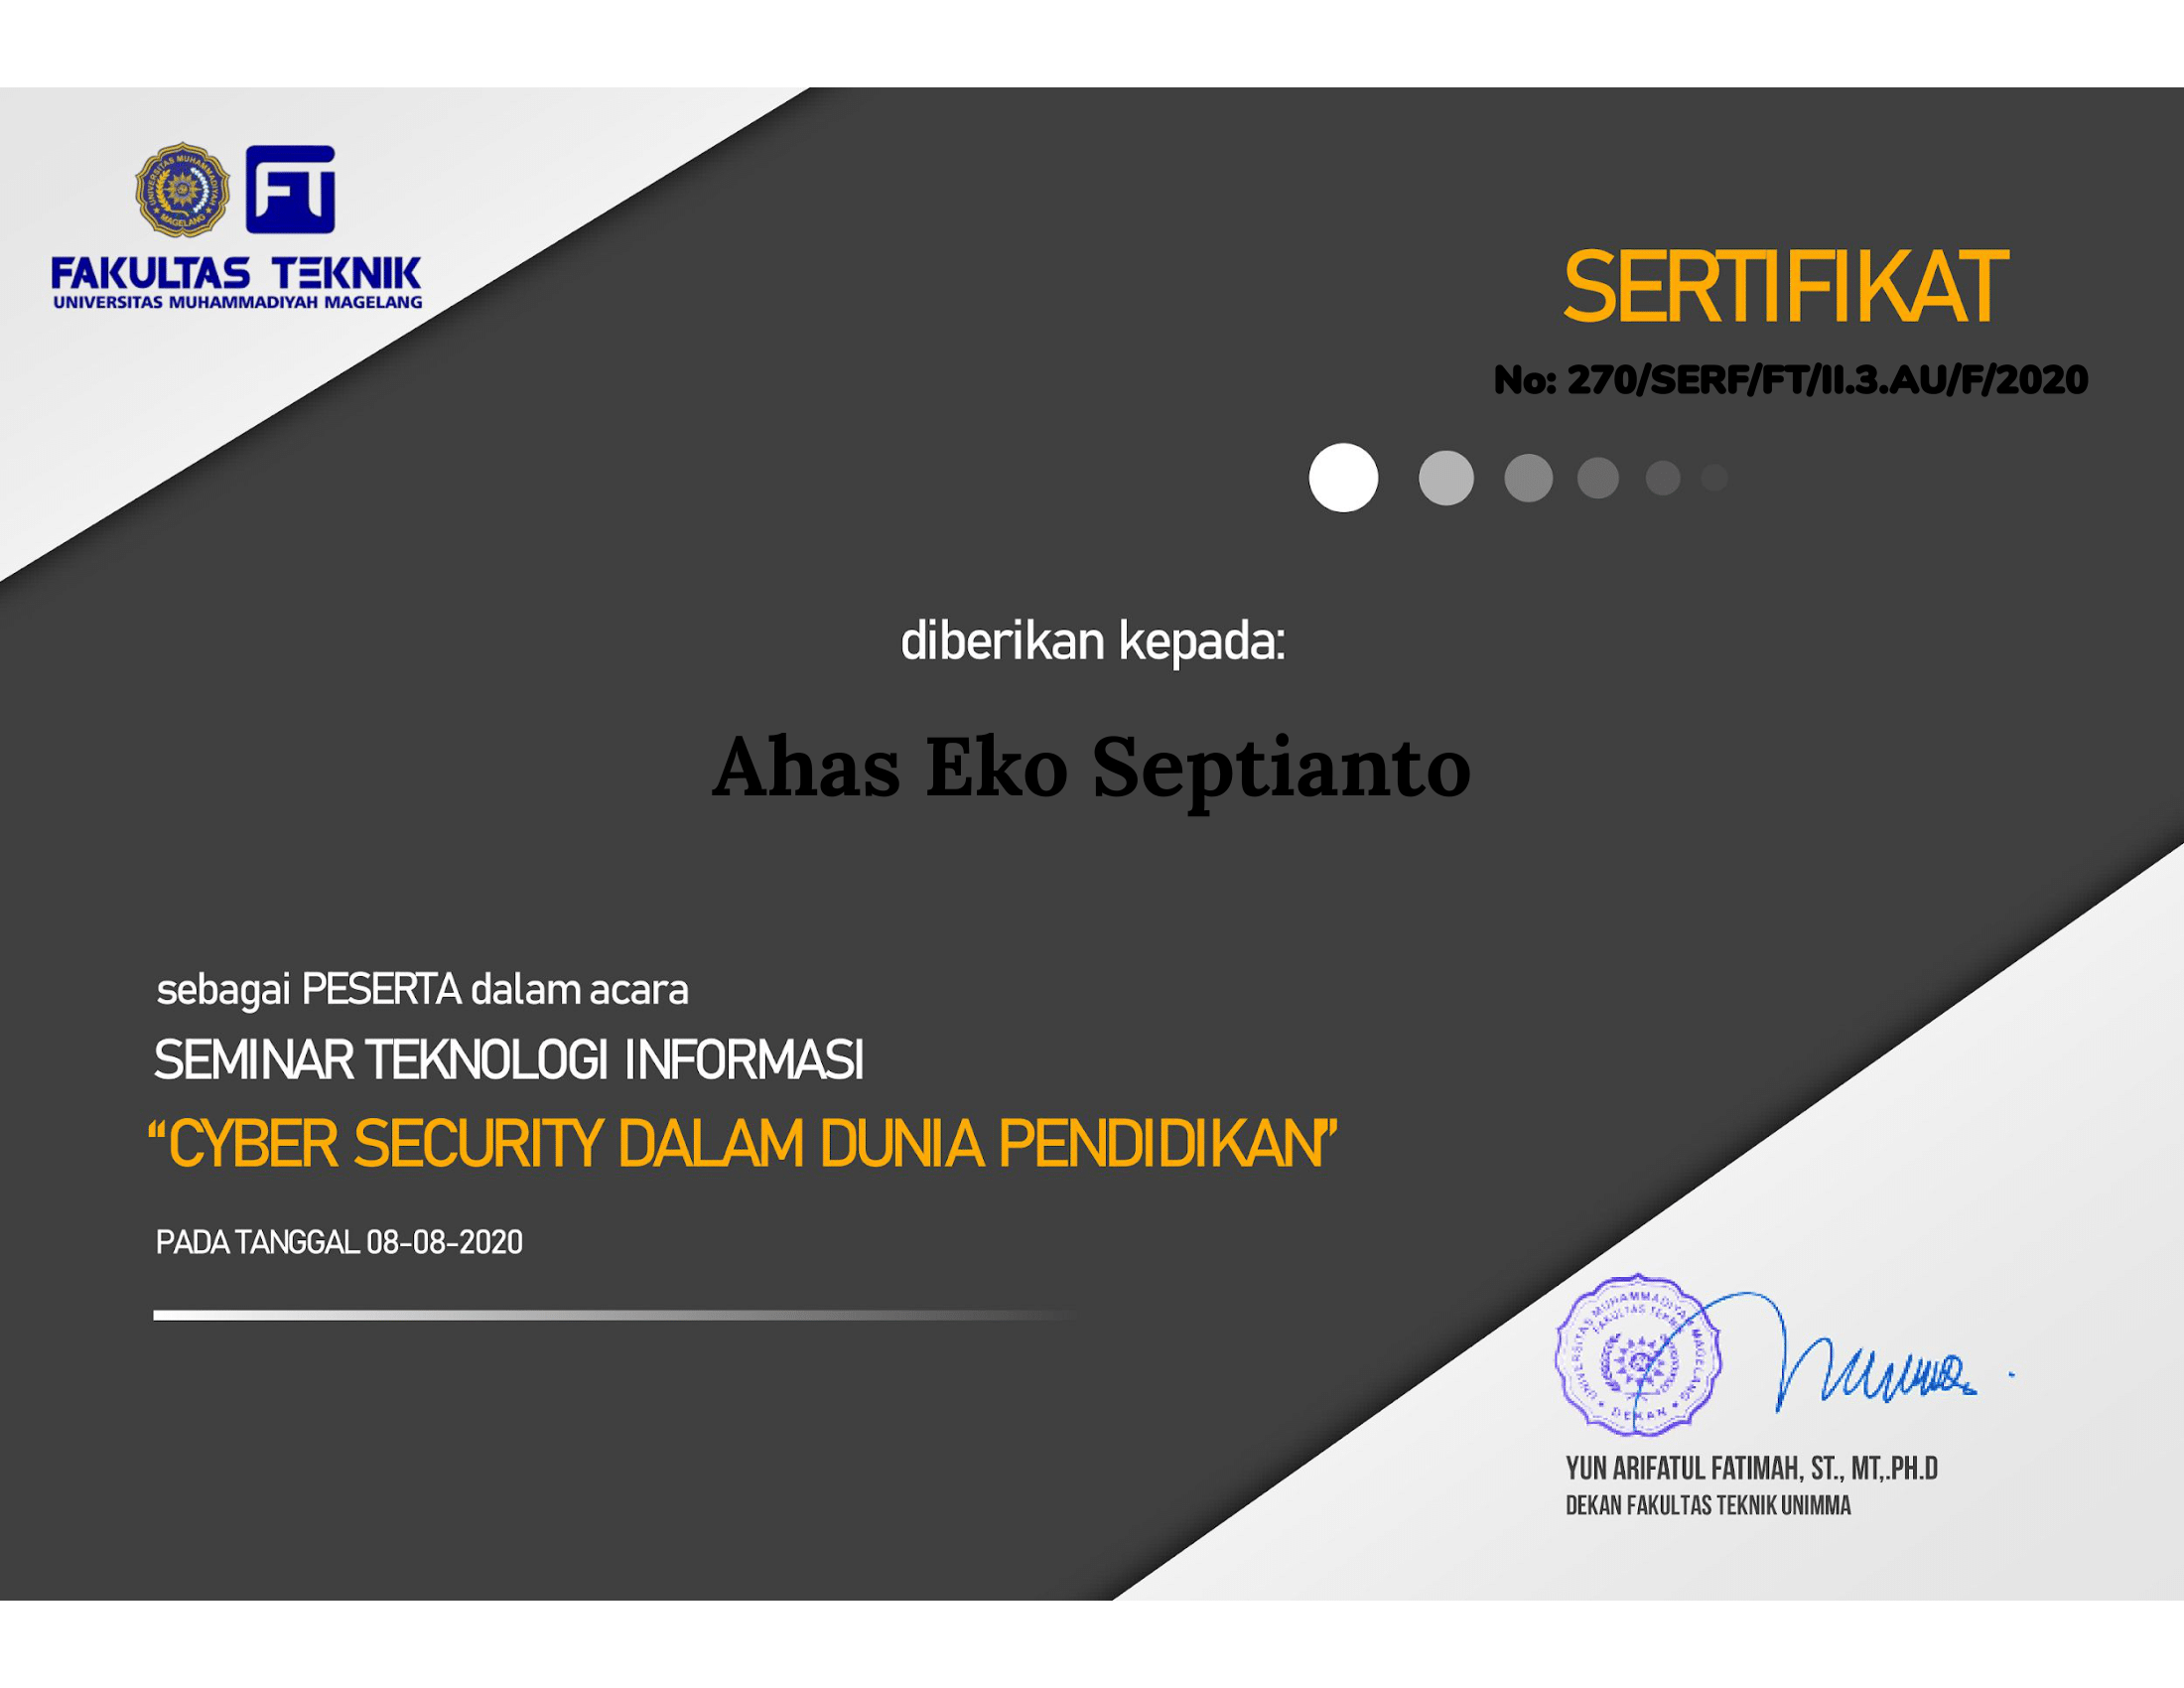 UNIVERSITAS MUHAMMADIYAH MAGELANG
FT
FAKULTAS TEKNIK
UNIVERSITAS MUHAMMADIYAH MAGELANG
SERTIFIKAT
No: 270/SERF/FT/II.3.AU/F/2020
diberikan kepada:
Ahas Eko Septianto
sebagai PESERTA dalam acara
SEMINAR TEKNOLOGI INFORMASI
“CYBER SECURITY DALAM DUNIA PENDIDIKAN”
PADA TANGGAL 08-08-2020
UNIVERSITAS MUHAMMADIYAH MAGELANG
FAKULTAS TEKNIK
DEKAN
YUN ARIFATUL FATIMAH, ST., MT,.PH.D
DEKAN FAKULTAS TEKNIK UNIMMA